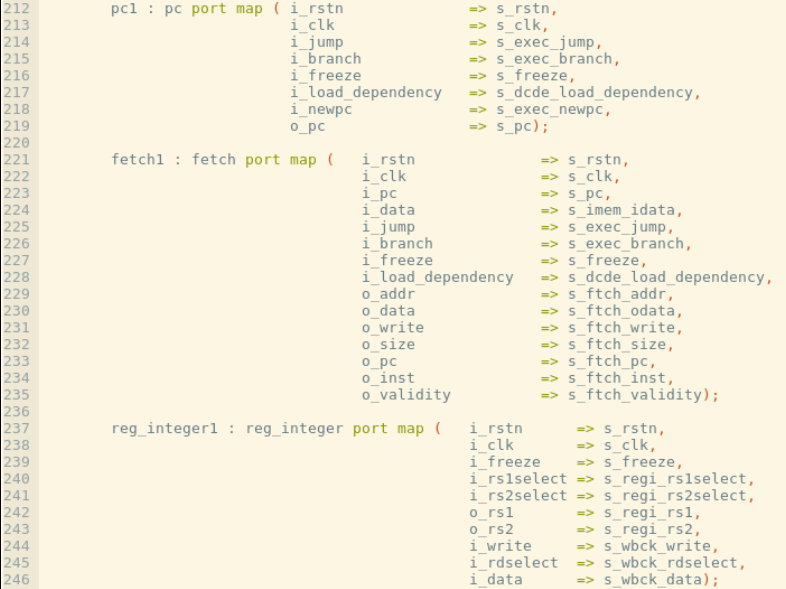 212 pc1 : pc port map ( i_rstn => s_rstn,
213 i_clk => s_clk,
214 i_jump => s_exec_jump,
215 i_branch => s_exec_branch,
216 i_freeze => s_freeze,
217 i_load_dependency => s_dcde_load_dependency,
218 i_newpc => s_exec_newpc,
219 o_pc => s_pc);
220
221 fetch1 : fetch port map ( i_rstn => s_rstn,
222 i_clk => s_clk,
223 i_pc => s_pc,
224 i_data => s_imem_idata,
225 i_jump => s_exec_jump,
226 i_branch => s_exec_branch,
227 i_freeze => s_freeze,
228 i_load_dependency => s_dcde_load_dependency,
229 o_addr => s_ftch_addr,
230 o_data => s_ftch_odata,
231 o_write => s_ftch_write,
232 o_size => s_ftch_size,
233 o_pc => s_ftch_pc,
234 o_inst => s_ftch_inst,
235 o_validity => s_ftch_validity);
236
237 reg_integer1 : reg_integer port map ( i_rstn => s_rstn,
238 i_clk => s_clk,
239 i_freeze => s_freeze,
240 i_rs1select => s_regi_rs1select,
241 i_rs2select => s_regi_rs2select,
242 o_rs1 => s_regi_rs1,
243 o_rs2 => s_regi_rs2,
244 i_write => s_wbck_write,
245 i_rdselect => s_wbck_rdselect,
246 i_data => s_wbck_data);